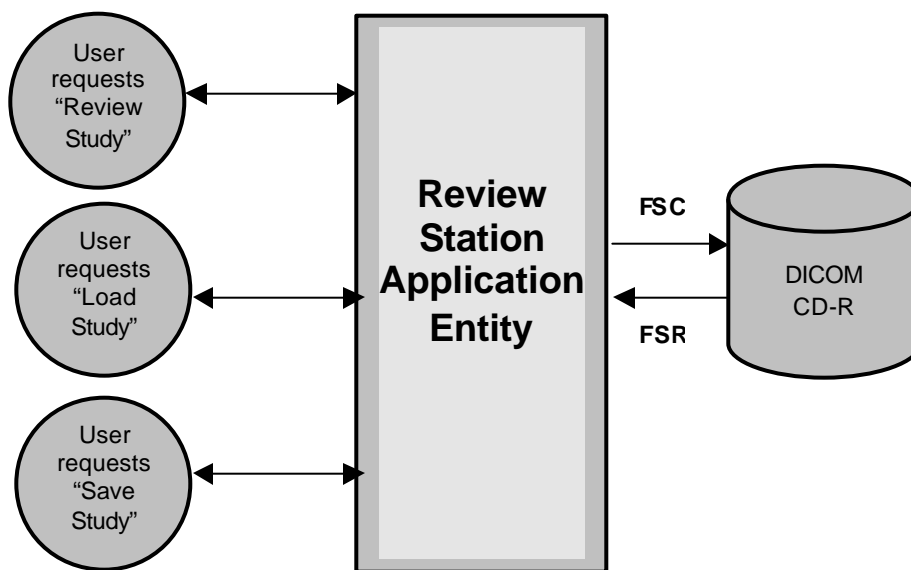 User
requests
“Review
Study”
User
requests
“Load
Study”
User
requests
“Save
Study”
Review
Station
Application
Entity
FSC
FSR
DICOM
CD-R